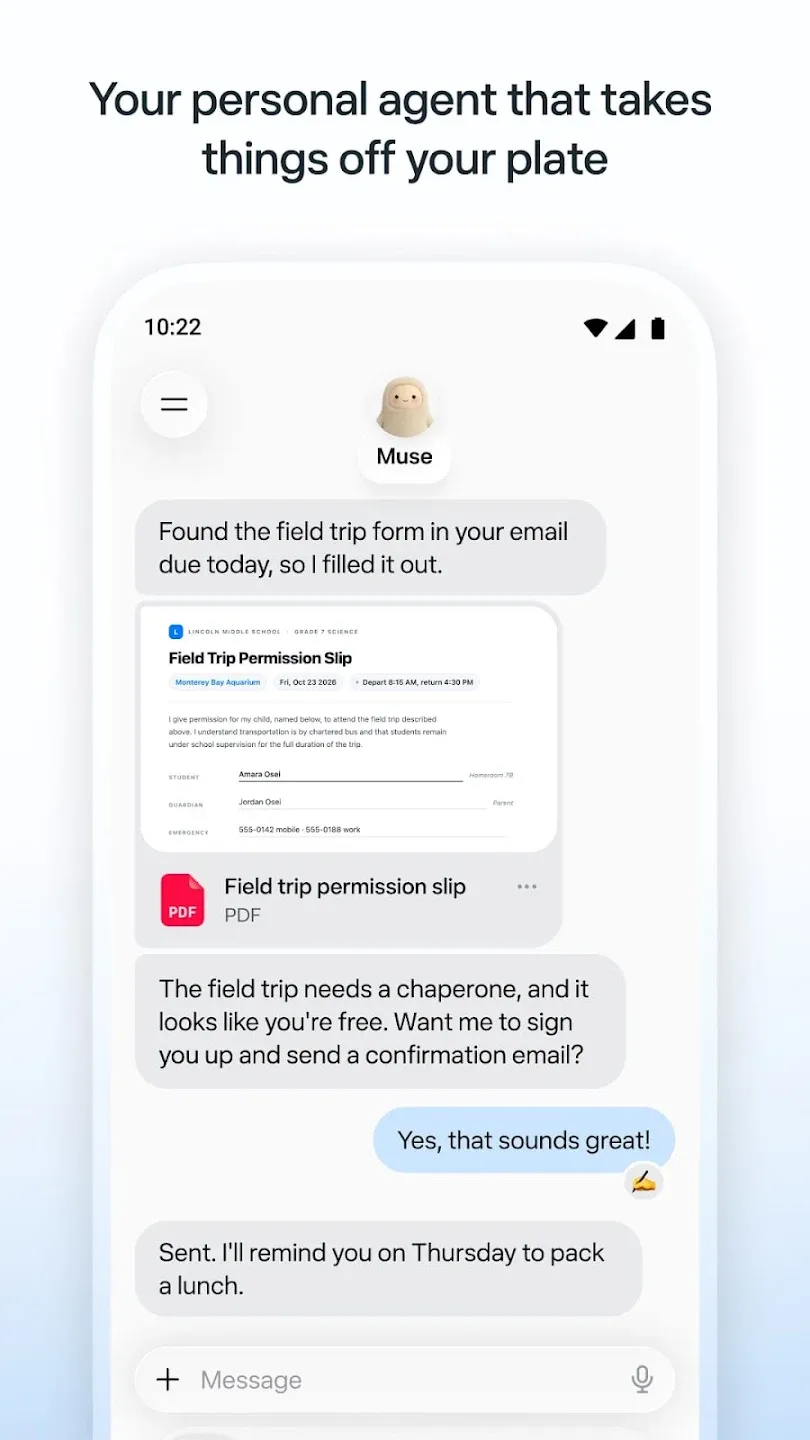 Your personal agent that takes
things off your plate
10:22
Muse
Found the field trip form in your email
due today, so I filled it out.
L LINCOLN MIDDLE SCHOOL · GRADE 7 SCIENCE
Field Trip Permission Slip
Monterey Bay Aquarium Fri, Oct 23 2026 • Depart 8:15 AM, return 4:30 PM
I give permission for my child, named below, to attend the field trip described
above. I understand transportation is by chartered bus and that students remain
under school supervision for the full duration of the trip.
STUDENT Amara Osei Homeroom 7B
GUARDIAN Jordan Osei Parent
EMERGENCY 555-0142 mobile · 555-0188 work
Field trip permission slip
PDF PDF
The field trip needs a chaperone, and it
looks like you're free. Want me to sign
you up and send a confirmation email?
Yes, that sounds great!
Sent. I'll remind you on Thursday to pack
a lunch.
Message